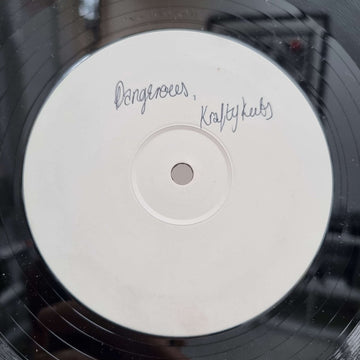 Dangerous,
Krafty Kuts